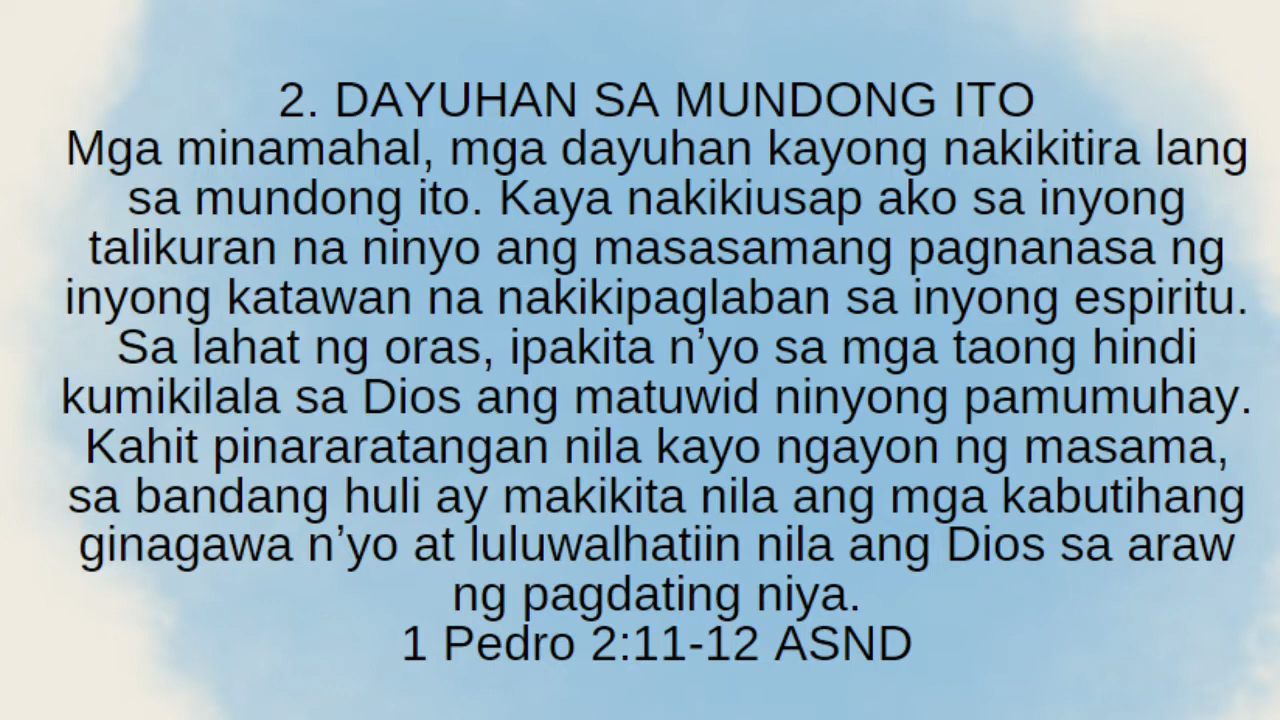 2. DAYUHAN SA MUNDONG ITO
Mga minamahal, mga dayuhan kayong nakikitira lang
sa mundong ito. Kaya nakikiusap ako sa inyong
talikuran na ninyo ang masasamang pagnanasa ng
inyong katawan na nakikipaglaban sa inyong espiritu.
Sa lahat ng oras, ipakita n’yo sa mga taong hindi
kumikilala sa Dios ang matuwid ninyong pamumuhay.
Kahit pinararatangan nila kayo ngayon ng masama,
sa bandang huli ay makikita nila ang mga kabutihang
ginagawa n’yo at luluwalhatiin nila ang Dios sa araw
ng pagdating niya.
1 Pedro 2:11-12 ASND